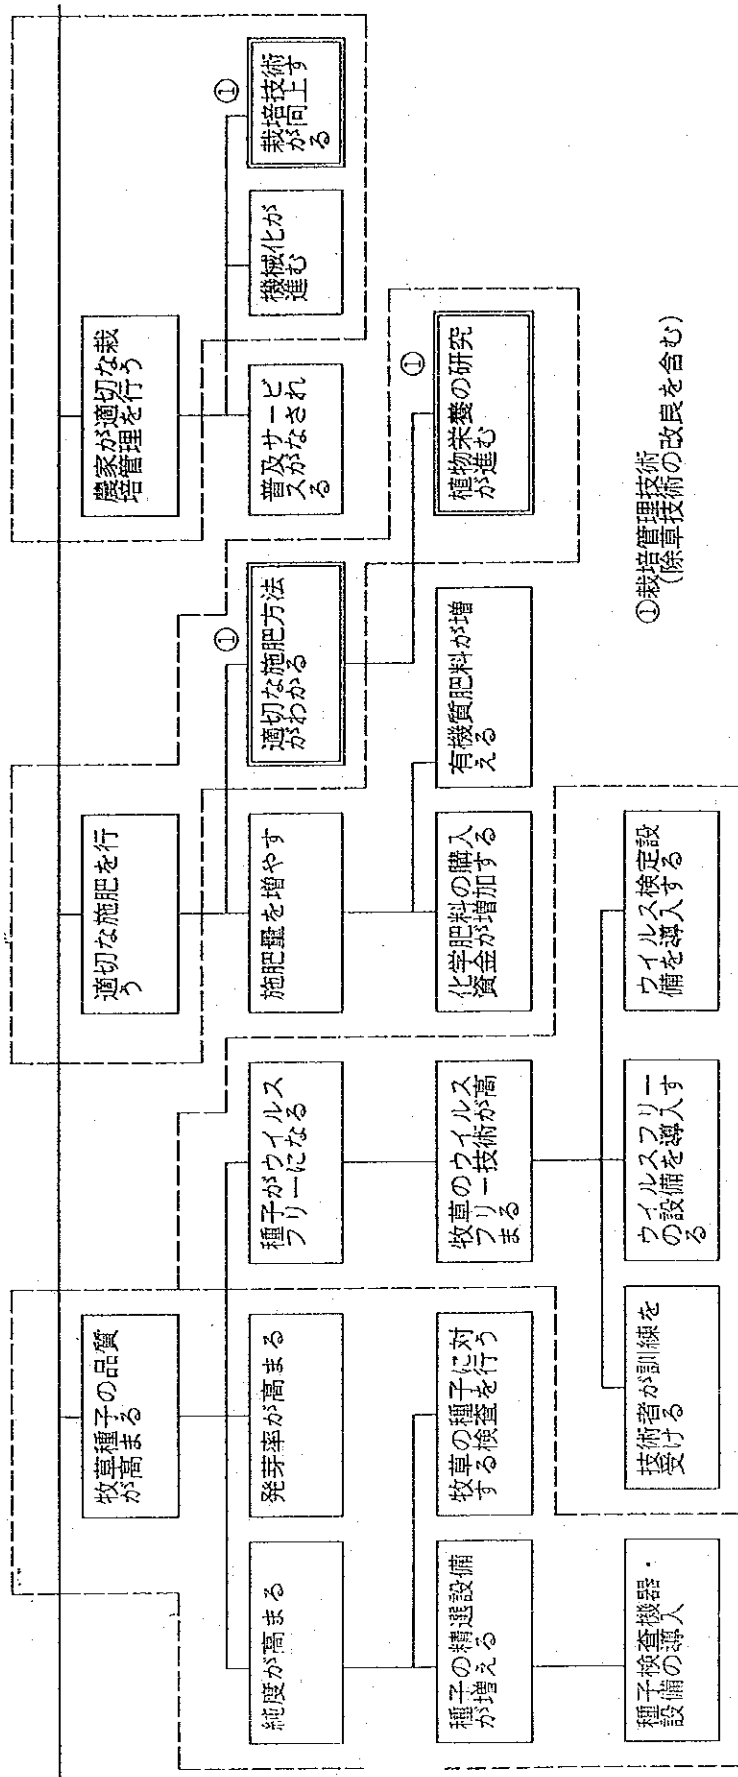 牧草種子の品質
が高まる
適切な施肥を行
う
農家が適切な栽
培管理を行う
純度が高まる
発芽率が高まる
種子がウイルス
フリーになる
施肥量を増やす
①
適切な施肥方法
がわかる
普及サービ
スがなされ
る
機械化が
進む
①
栽培技術
が向上す
る
種子の精選設備
が増える
牧草の種子に対
する検査を行う
牧草のウイルス
フリー技術が高
まる
化学肥料の購入
資金が増加する
有機質肥料が増
える
①
植物栄養の研究
が進む
種子検査機器・
設備の導入
技術者が訓練を
受ける
ウイルスフリー
の設備を導入す
る
ウイルス検定設
備を導入する
①栽培管理技術
(除草技術の改良を含む)